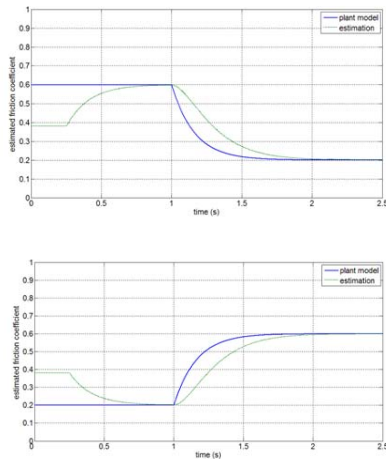 1
0.9
plant model
estimation
0.8
0.7
0.6
0.5
0.4
0.3
0.2
0.1
0
estimated friction coefficient
0 0.5 1 1.5 2 2.5
time (s)
1
0.9
plant model
estimation
0.8
0.7
0.6
0.5
0.4
0.3
0.2
0.1
0
estimated friction coefficient
0 0.5 1 1.5 2 2.5
time (s)